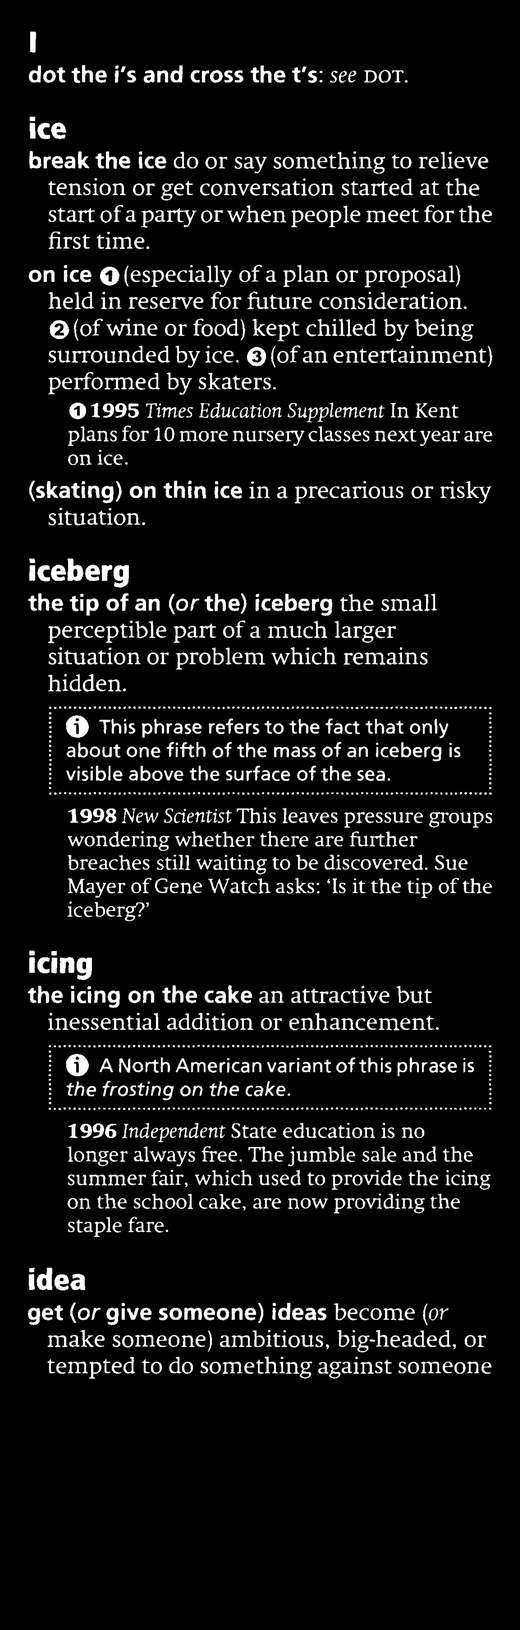 I
dot the i's and cross the t's: see DOT.
ice
break the ice do or say something to relieve
tension or get conversation started at the
start of a party or when people meet for the
first time.
on ice ❶ (especially of a plan or proposal)
held in reserve for future consideration.
❷ (of wine or food) kept chilled by being
surrounded by ice. ❸ (of an entertainment)
performed by skaters.
❶ 1995 Times Education Supplement In Kent
plans for 10 more nursery classes next year are
on ice.
(skating) on thin ice in a precarious or risky
situation.
iceberg
the tip of an (or the) iceberg the small
perceptible part of a much larger
situation or problem which remains
hidden.
ℹ This phrase refers to the fact that only
about one fifth of the mass of an iceberg is
visible above the surface of the sea.
1998 New Scientist This leaves pressure groups
wondering whether there are further
breaches still waiting to be discovered. Sue
Mayer of Gene Watch asks: ‘Is it the tip of the
iceberg?’
icing
the icing on the cake an attractive but
inessential addition or enhancement.
ℹ A North American variant of this phrase is
the frosting on the cake.
1996 Independent State education is no
longer always free. The jumble sale and the
summer fair, which used to provide the icing
on the school cake, are now providing the
staple fare.
idea
get (or give someone) ideas become (or
make someone) ambitious, big-headed, or
tempted to do something against someone